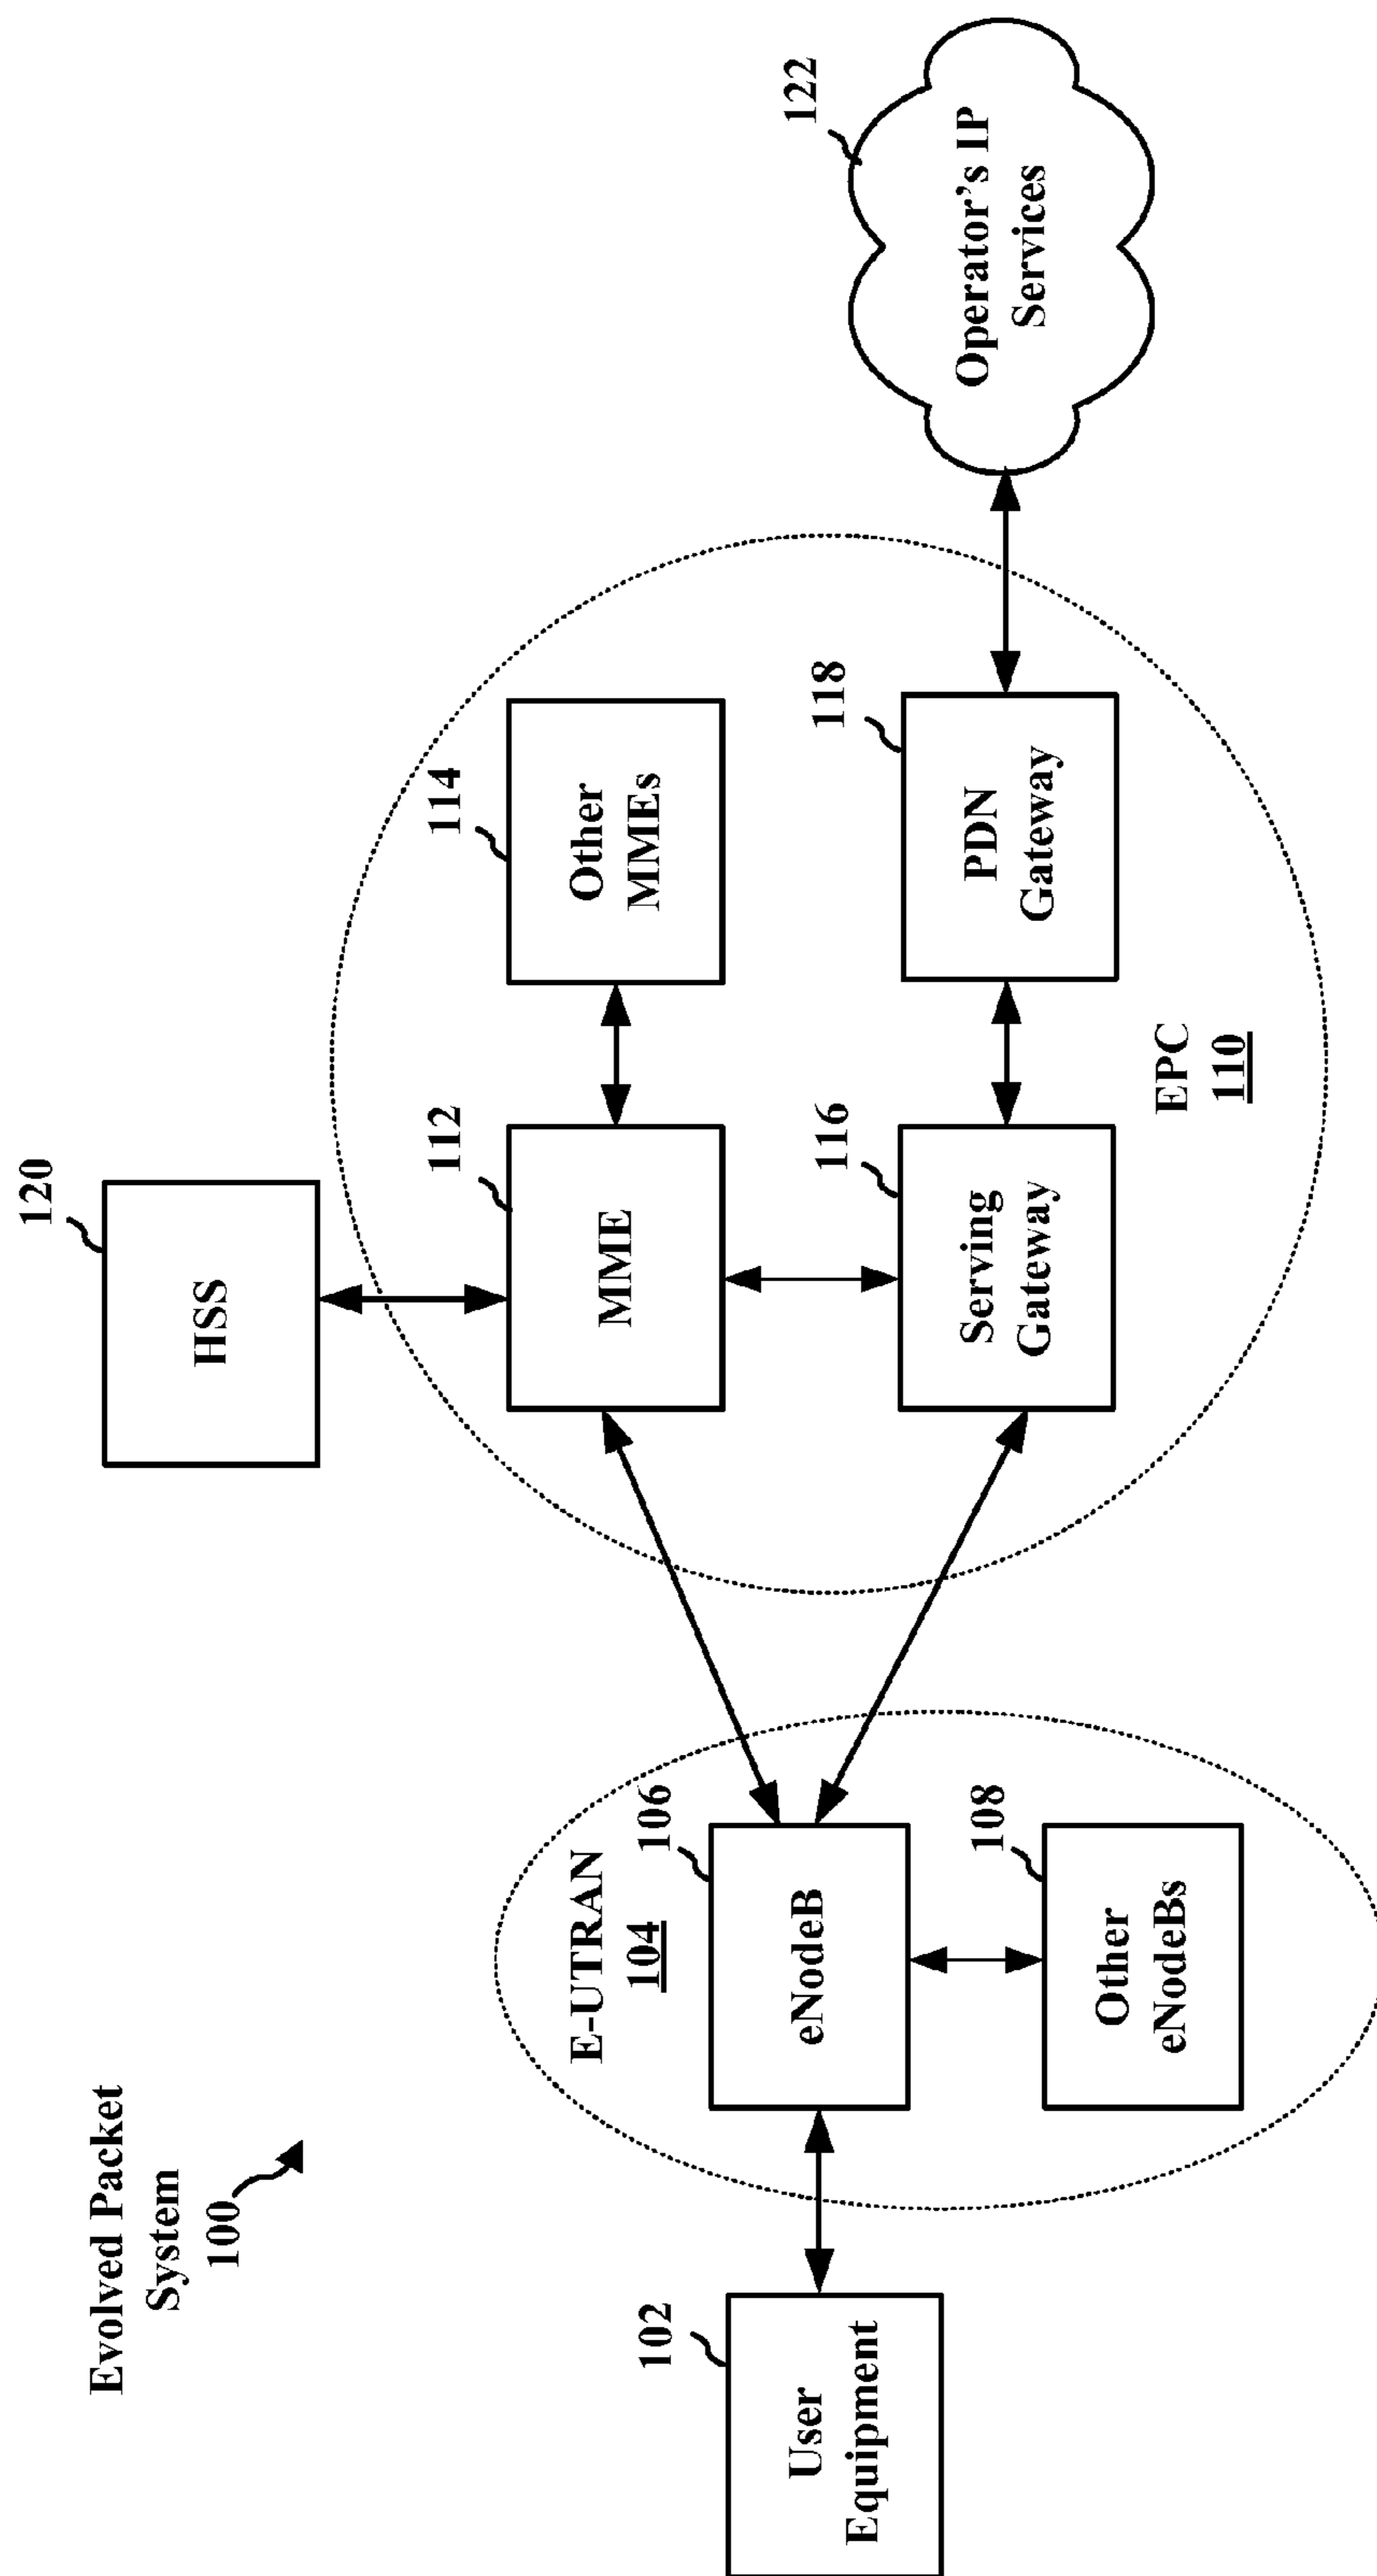 Evolved Packet
System
100
120
HSS
112
MME
114
Other
MMEs
E-UTRAN
104
106
eNodeB
102
User
Equipment
108
Other
eNodeBs
116
Serving
Gateway
118
PDN
Gateway
EPC
110
122
Operator's IP
Services